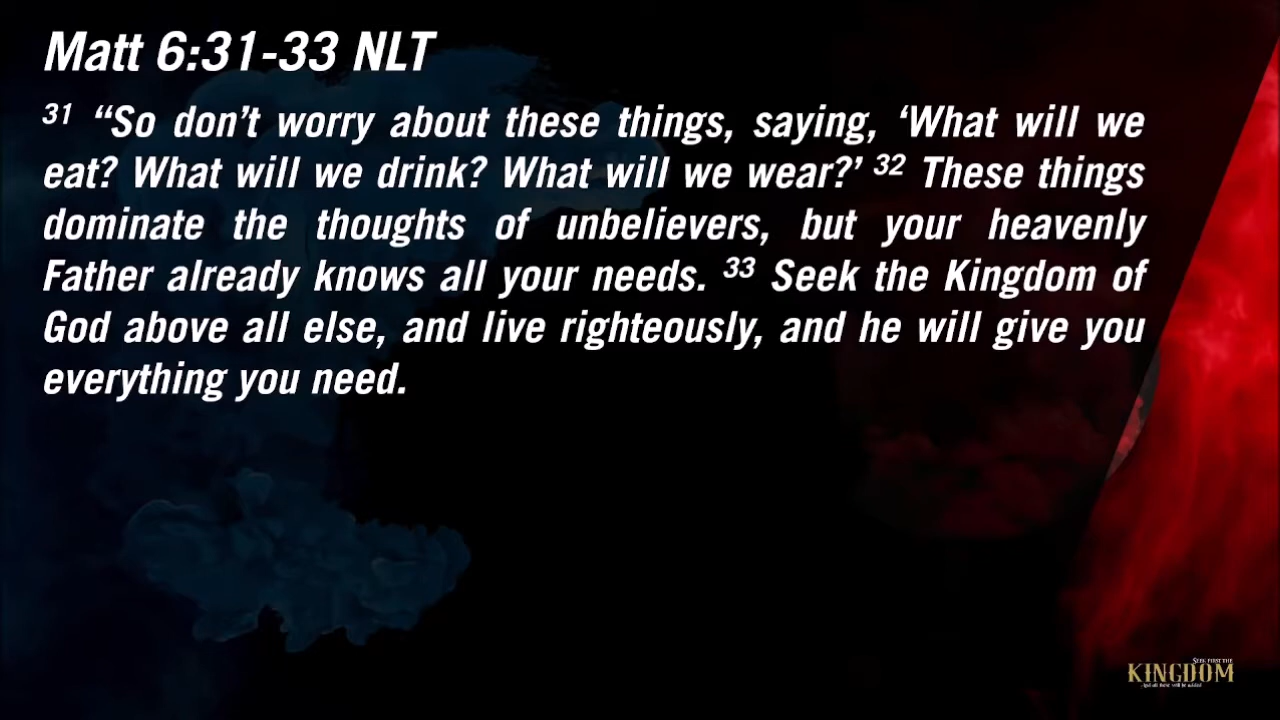 Matt 6:31-33 NLT
31 “So don’t worry about these things, saying, ‘What will we
eat? What will we drink? What will we wear?’ 32 These things
dominate the thoughts of unbelievers, but your heavenly
Father already knows all your needs. 33 Seek the Kingdom of
God above all else, and live righteously, and he will give you
everything you need.
SEEK FIRST THE
KINGDOM